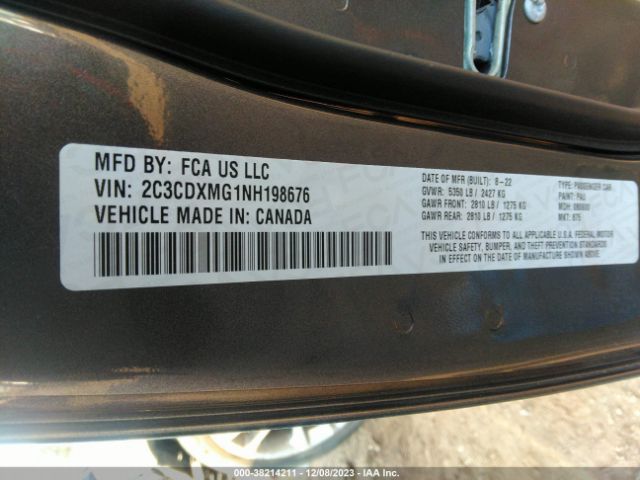 MFD BY: FCA US LLC
VIN: 2C3CDXMG1NH198676
VEHICLE MADE IN: CANADA
DATE OF MFR (BUILT): 8-22
GVWR: 5350 LB / 2427 KG
GAWR FRONT: 2810 LB / 1275 KG
GAWR REAR: 2810 LB / 1275 KG
TYPE: PASSENGER CAR
PAINT: PAU
MDH:
MKT:
THIS VEHICLE CONFORMS TO ALL APPLICABLE U.S.A. FEDERAL MOTOR
VEHICLE SAFETY, BUMPER, AND THEFT PREVENTION STANDARDS
IN EFFECT ON THE DATE OF MANUFACTURE SHOWN ABOVE.
000-38214211 - 12/08/2023 - IAA Inc.